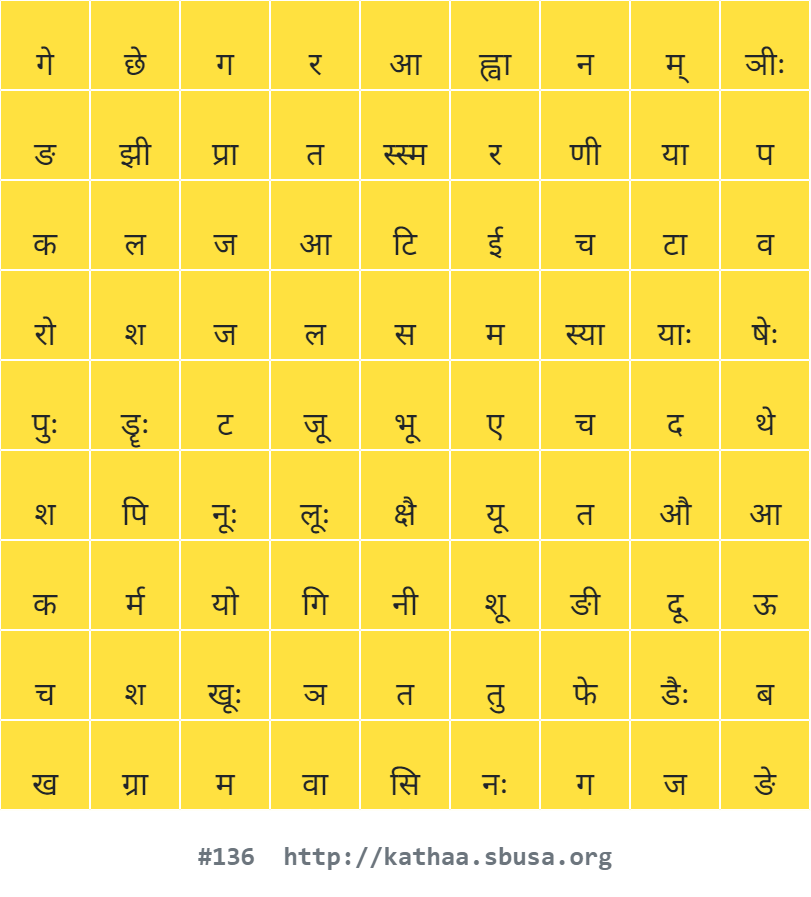 गे छे ग र आ ह्वा न म् ञीः
ङ झी प्रा त स्स्म र णी या प
क ल ज आ टि ई च टा व
रो श ज ल स म स्या याः षेः
पुः ड्ॄः ट जू भू ए च द थे
श पि नूः लूः क्षै यू त औ आ
क र्म यो गि नी शू ङी दू ऊ
च श खूः ञ त तु फे डैः ब
ख ग्रा म वा सि नः ग ज ङे
#136 http://kathaa.sbusa.org